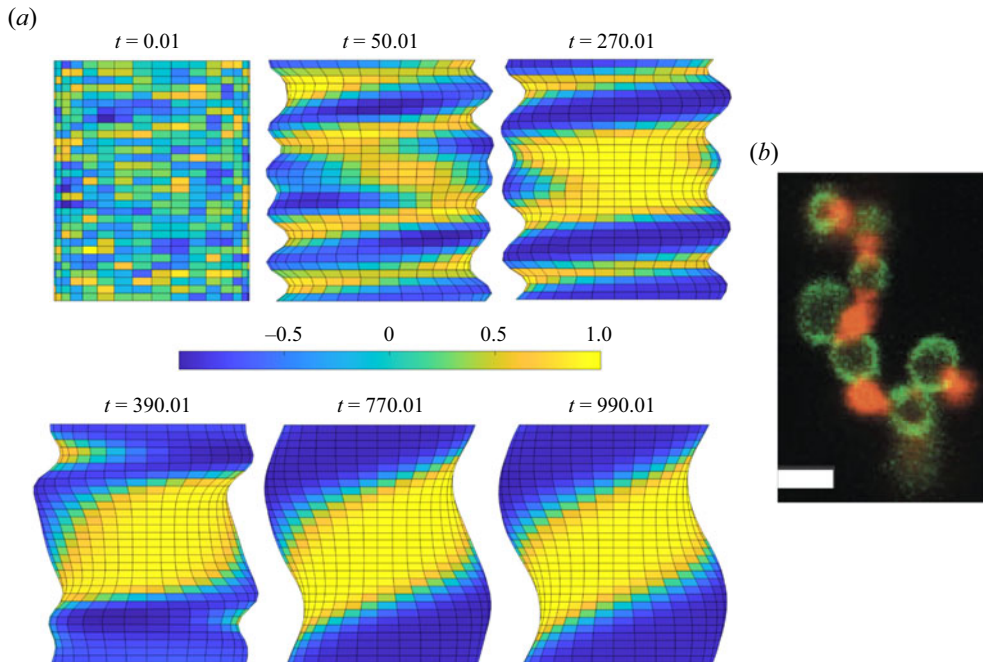 (a)
t = 0.01
t = 50.01
t = 270.01
(b)
–0.5
0
0.5
1.0
t = 390.01
t = 770.01
t = 990.01